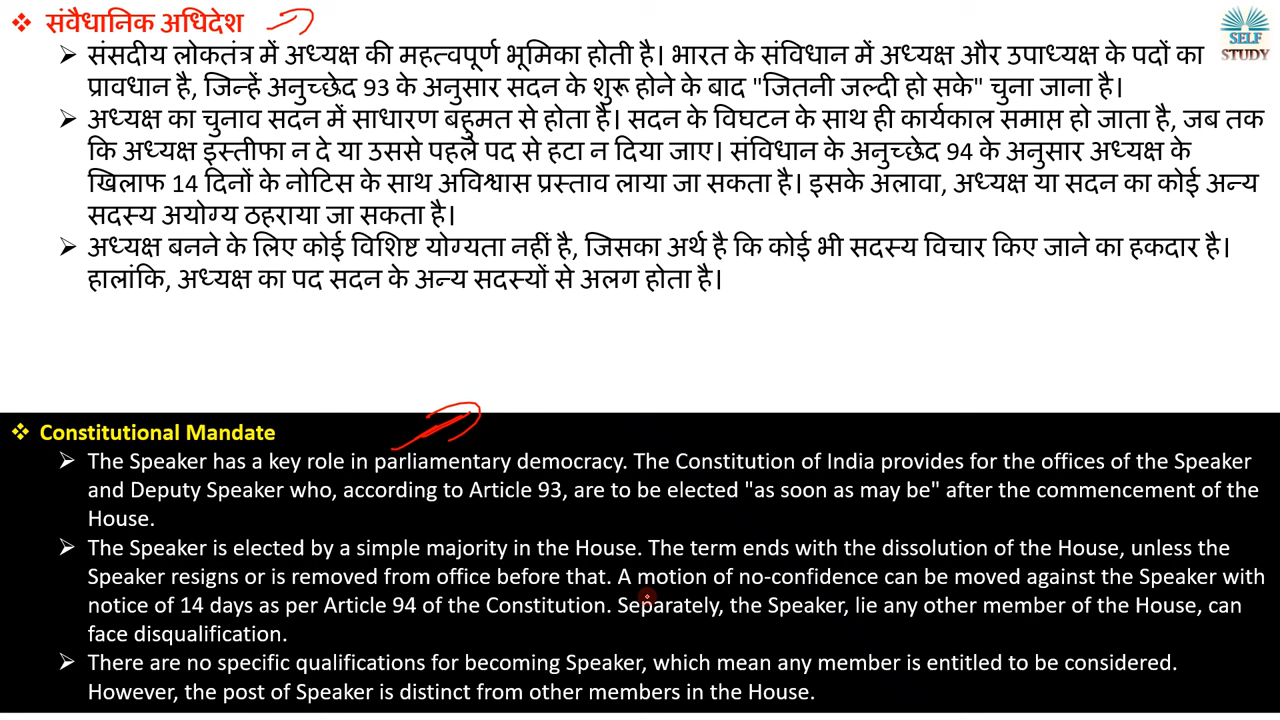 ❖ संवैधानिक अधिदेश
SELF
STUDY
➢ संसदीय लोकतंत्र में अध्यक्ष की महत्वपूर्ण भूमिका होती है। भारत के संविधान में अध्यक्ष और उपाध्यक्ष के पदों का
प्रावधान है, जिन्हें अनुच्छेद 93 के अनुसार सदन के शुरू होने के बाद "जितनी जल्दी हो सके" चुना जाना है।
➢ अध्यक्ष का चुनाव सदन में साधारण बहुमत से होता है। सदन के विघटन के साथ ही कार्यकाल समाप्त हो जाता है, जब तक
कि अध्यक्ष इस्तीफा न दे या उससे पहले पद से हटा न दिया जाए। संविधान के अनुच्छेद 94 के अनुसार अध्यक्ष के
खिलाफ 14 दिनों के नोटिस के साथ अविश्वास प्रस्ताव लाया जा सकता है। इसके अलावा, अध्यक्ष या सदन का कोई अन्य
सदस्य अयोग्य ठहराया जा सकता है।
➢ अध्यक्ष बनने के लिए कोई विशिष्ट योग्यता नहीं है, जिसका अर्थ है कि कोई भी सदस्य विचार किए जाने का हकदार है।
हालांकि, अध्यक्ष का पद सदन के अन्य सदस्यों से अलग होता है।
❖ Constitutional Mandate
➢ The Speaker has a key role in parliamentary democracy. The Constitution of India provides for the offices of the Speaker
and Deputy Speaker who, according to Article 93, are to be elected "as soon as may be" after the commencement of the
House.
➢ The Speaker is elected by a simple majority in the House. The term ends with the dissolution of the House, unless the
Speaker resigns or is removed from office before that. A motion of no-confidence can be moved against the Speaker with
notice of 14 days as per Article 94 of the Constitution. Separately, the Speaker, lie any other member of the House, can
face disqualification.
➢ There are no specific qualifications for becoming Speaker, which mean any member is entitled to be considered.
However, the post of Speaker is distinct from other members in the House.